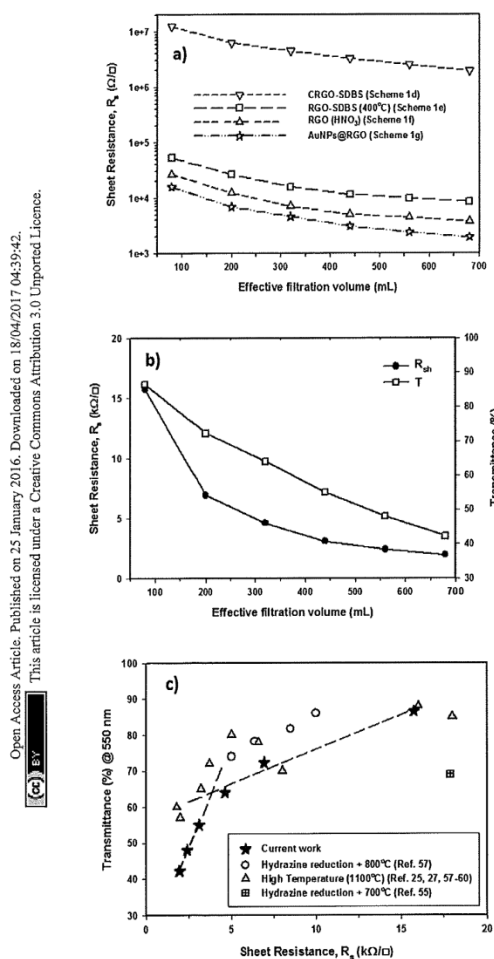 Open Access Article. Published on 25 January 2016. Downloaded on 18/04/2017 04:39:42.
This article is licensed under a Creative Commons Attribution 3.0 Unported Licence.
(cc) BY
a)
Sheet Resistance, Rs (Ω/□)
1e+7
1e+6
1e+5
1e+4
1e+3
CRGO-SDBS (Scheme 1d)
RGO-SDBS (400°C) (Scheme 1e)
RGO (HNO3) (Scheme 1f)
AuNPs@RGO (Scheme 1g)
100 200 300 400 500 600 700
Effective filtration volume (mL)
b)
Sheet Resistance, Rs (kΩ/□)
20
15
10
5
0
Rsh
T
100
90
80
70
60
50
40
30
Transmittance (%)
100 200 300 400 500 600 700
Effective filtration volume (mL)
c)
Transmittance (%) @ 550 nm
100
90
80
70
60
50
40
30
Current work
Hydrazine reduction + 800°C (Ref. 57)
High Temperature (1100°C) (Ref. 25, 27, 57-60)
Hydrazine reduction + 700°C (Ref. 55)
0 5 10 15 20
Sheet Resistance, Rs (kΩ/□)